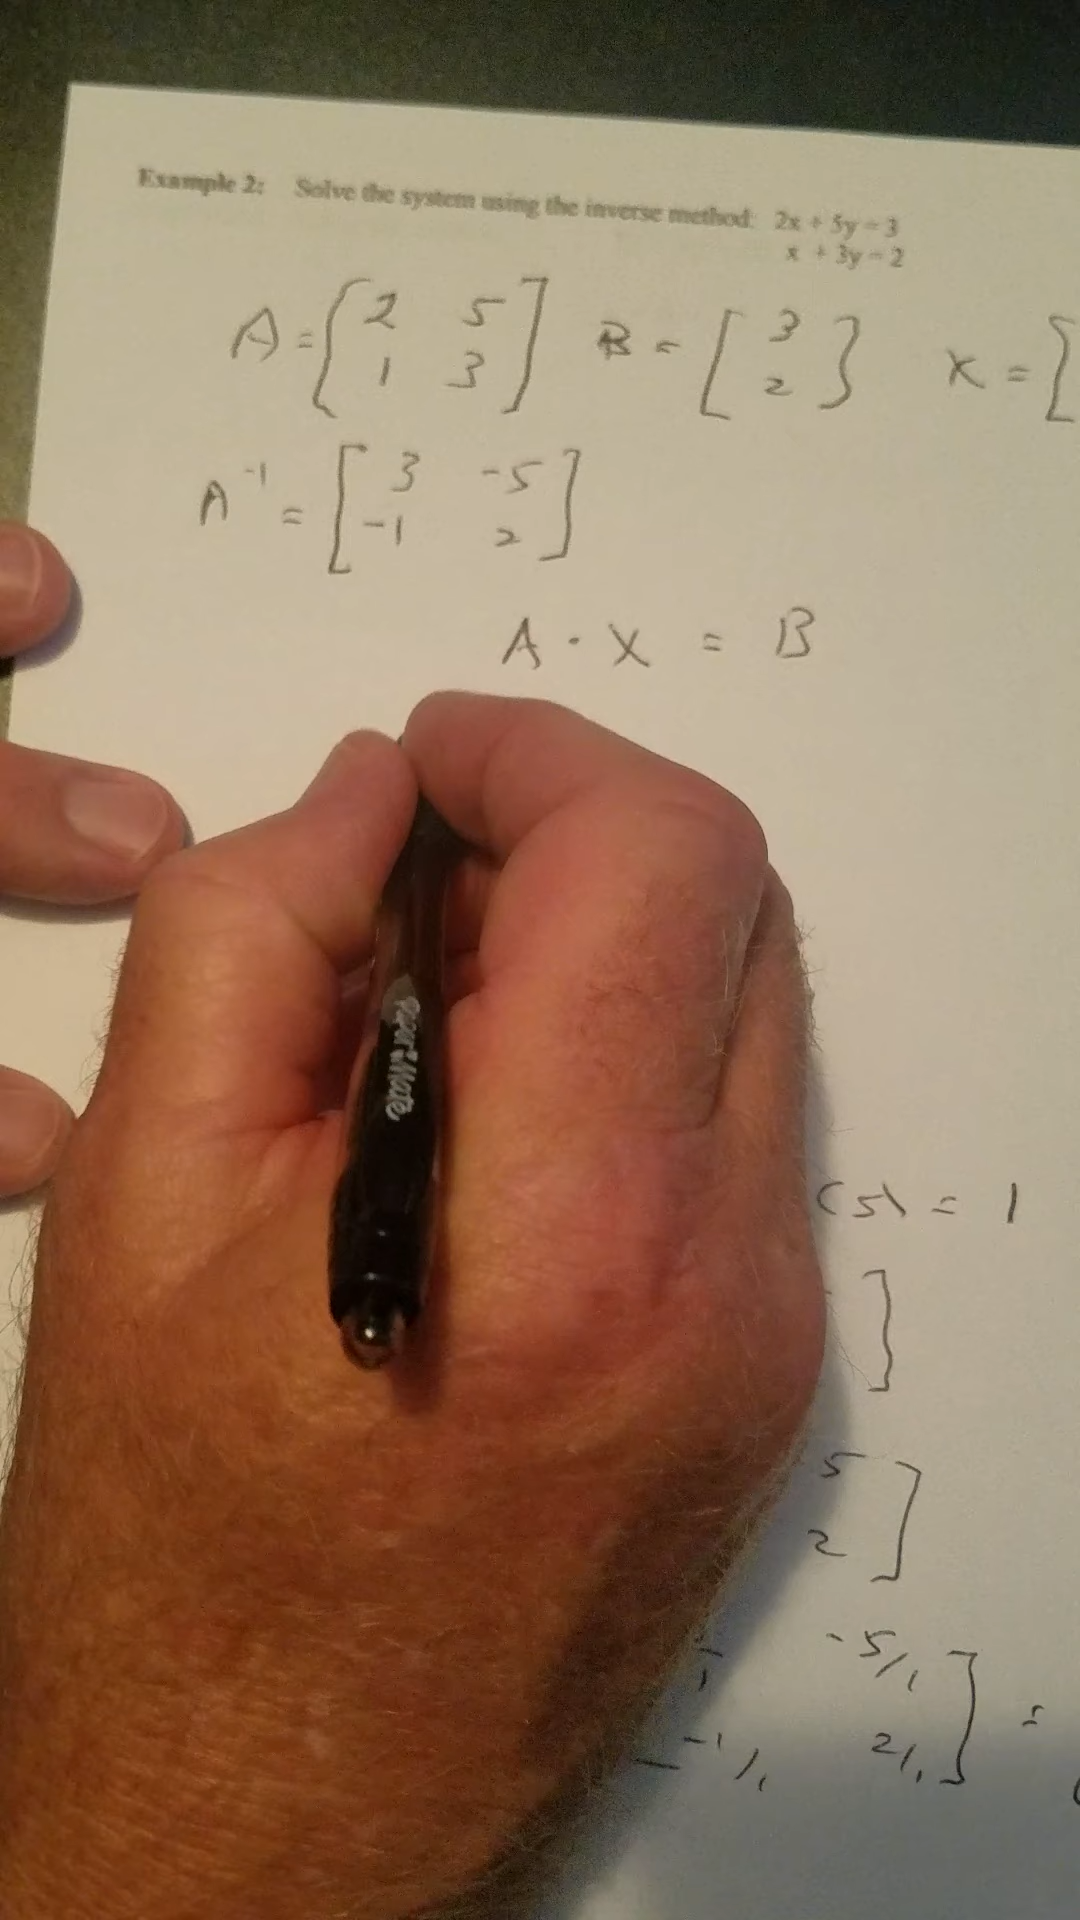 Example 2: Solve the system using the inverse method: 2x + 5y = 3
x + 3y = 2
A = [ 2 5 B = [ 3 X = [
1 3 ] 2 ]
A⁻¹ = [ 3 -5
-1 2 ]
A · X = B
PaperMate
(5) = 1
]
5
2 ]
-5/1
-1/1 2/1 ] =